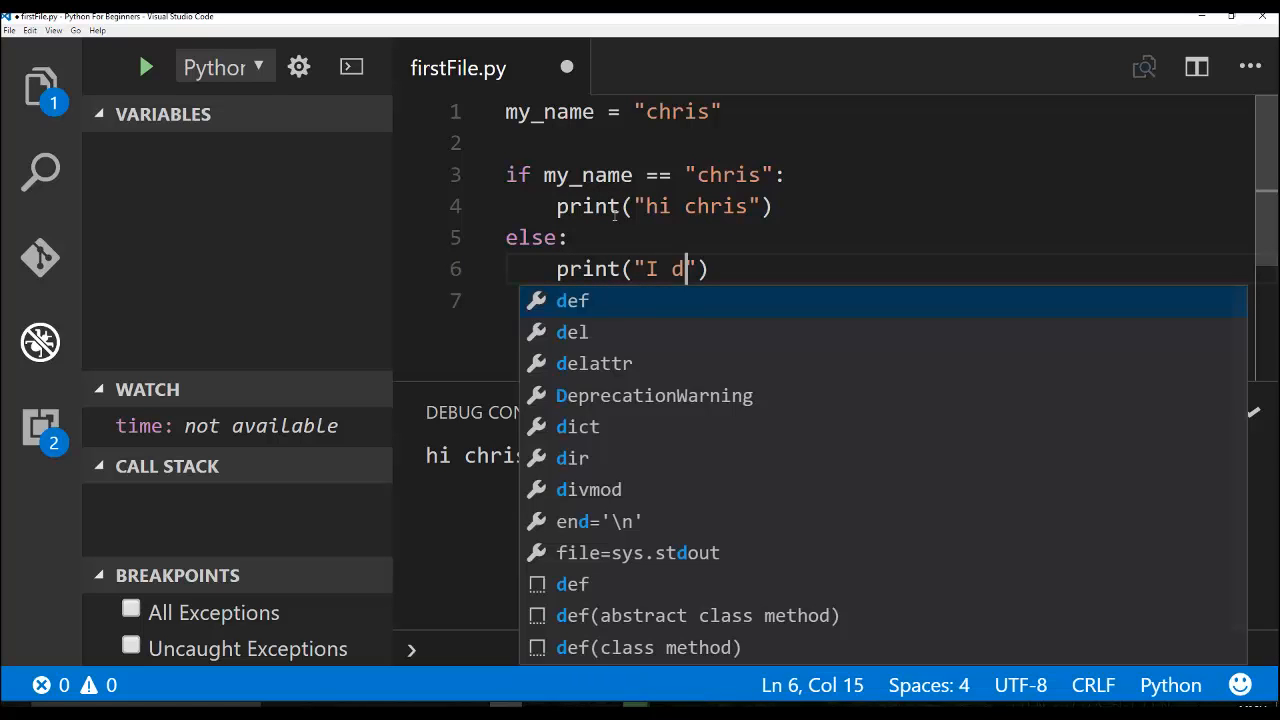 ● firstFile.py - Python For Beginners - Visual Studio Code
File Edit View Go Help
Python
firstFile.py
1 my_name = "chris"
2
3 if my_name == "chris":
4 print("hi chris")
5 else:
6 print("I d")
7
def
del
delattr
DeprecationWarning
dict
dir
divmod
end='\n'
file=sys.stdout
def
def(abstract class method)
def(class method)
1
2
VARIABLES
WATCH
time: not available
CALL STACK
BREAKPOINTS
All Exceptions
Uncaught Exceptions
DEBUG CON
hi chris
0 0
Ln 6, Col 15 Spaces: 4 UTF-8 CRLF Python